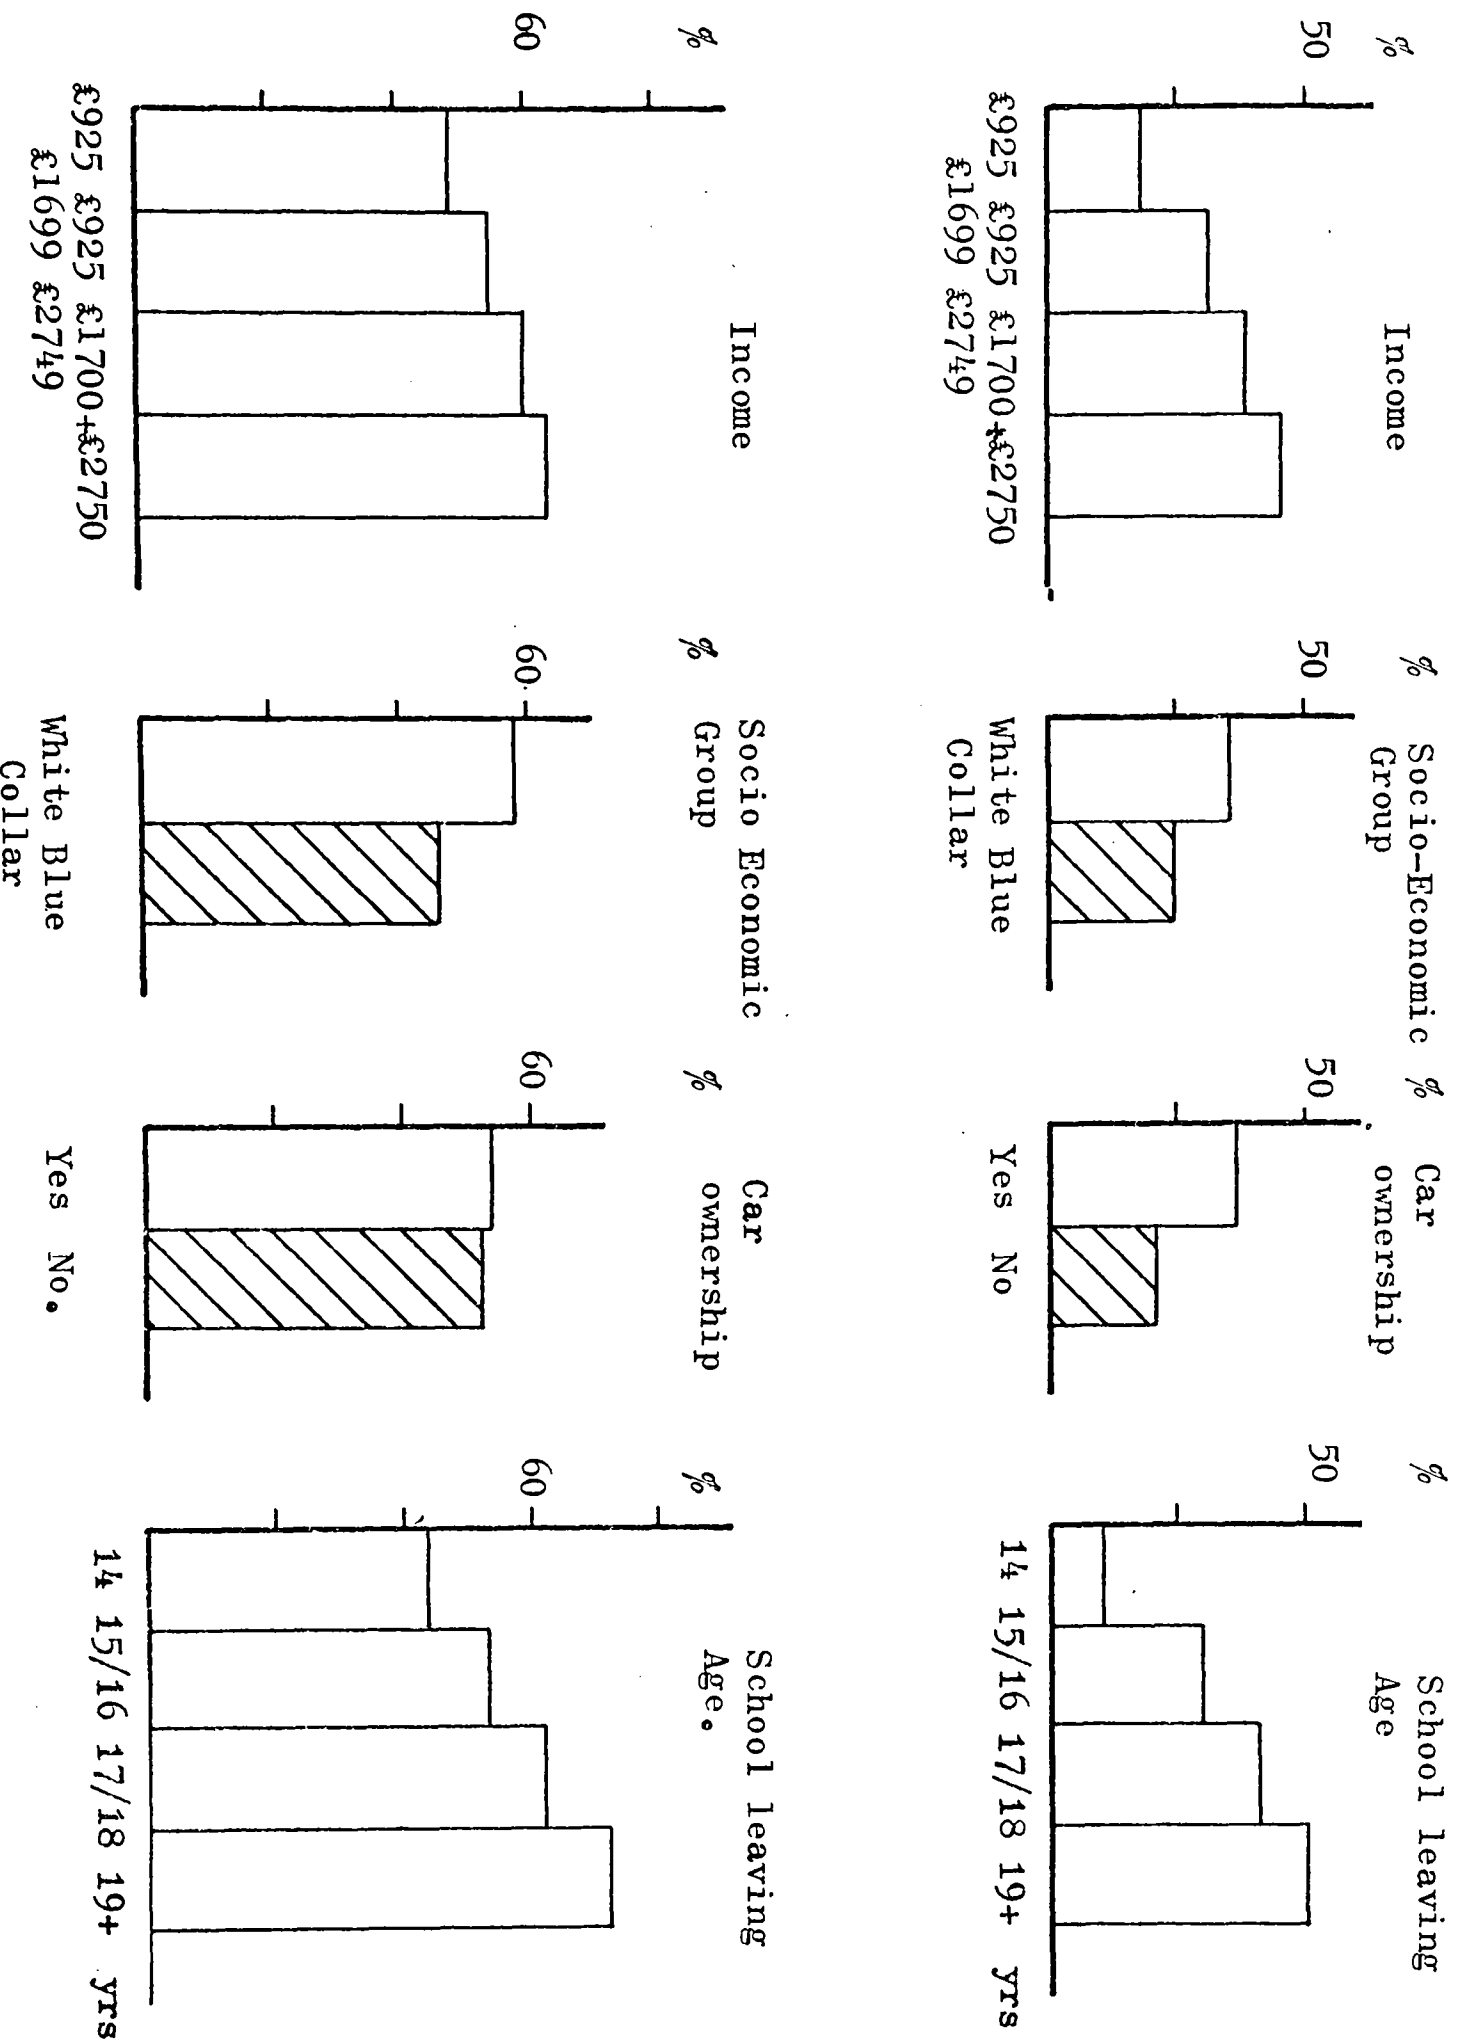 Income
%
50
£925 £925 £1700+£2750
£1699 £2749
Socio-Economic
Group
%
50
White Blue
Collar
Car
ownership
%
50
Yes No
School leaving
Age
%
50
14 15/16 17/18 19+ yrs
Income
%
60
£925 £925 £1700+£2750
£1699 £2749
Socio Economic
Group
%
60
White Blue
Collar
Car
ownership
%
60
Yes No.
School leaving
Age.
%
60
14 15/16 17/18 19+ yrs